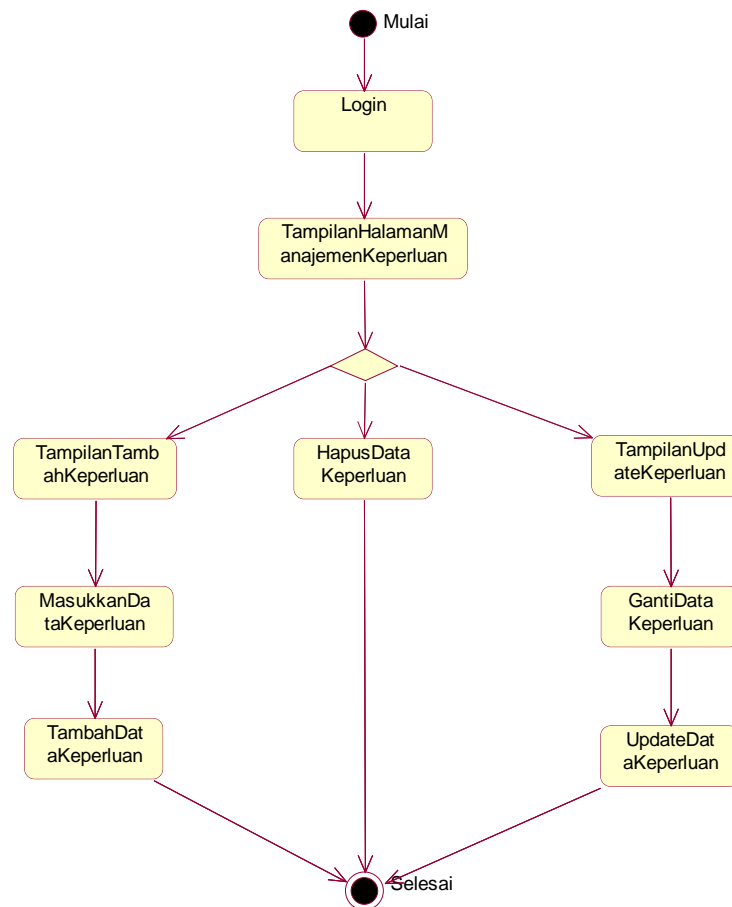 Mulai
Login
TampilanHalamanM
anajemenKeperluan
TampilanTamb
ahKeperluan
HapusData
Keperluan
TampilanUpd
ateKeperluan
MasukkanDa
taKeperluan
GantiData
Keperluan
TambahDat
aKeperluan
UpdateDat
aKeperluan
Selesai